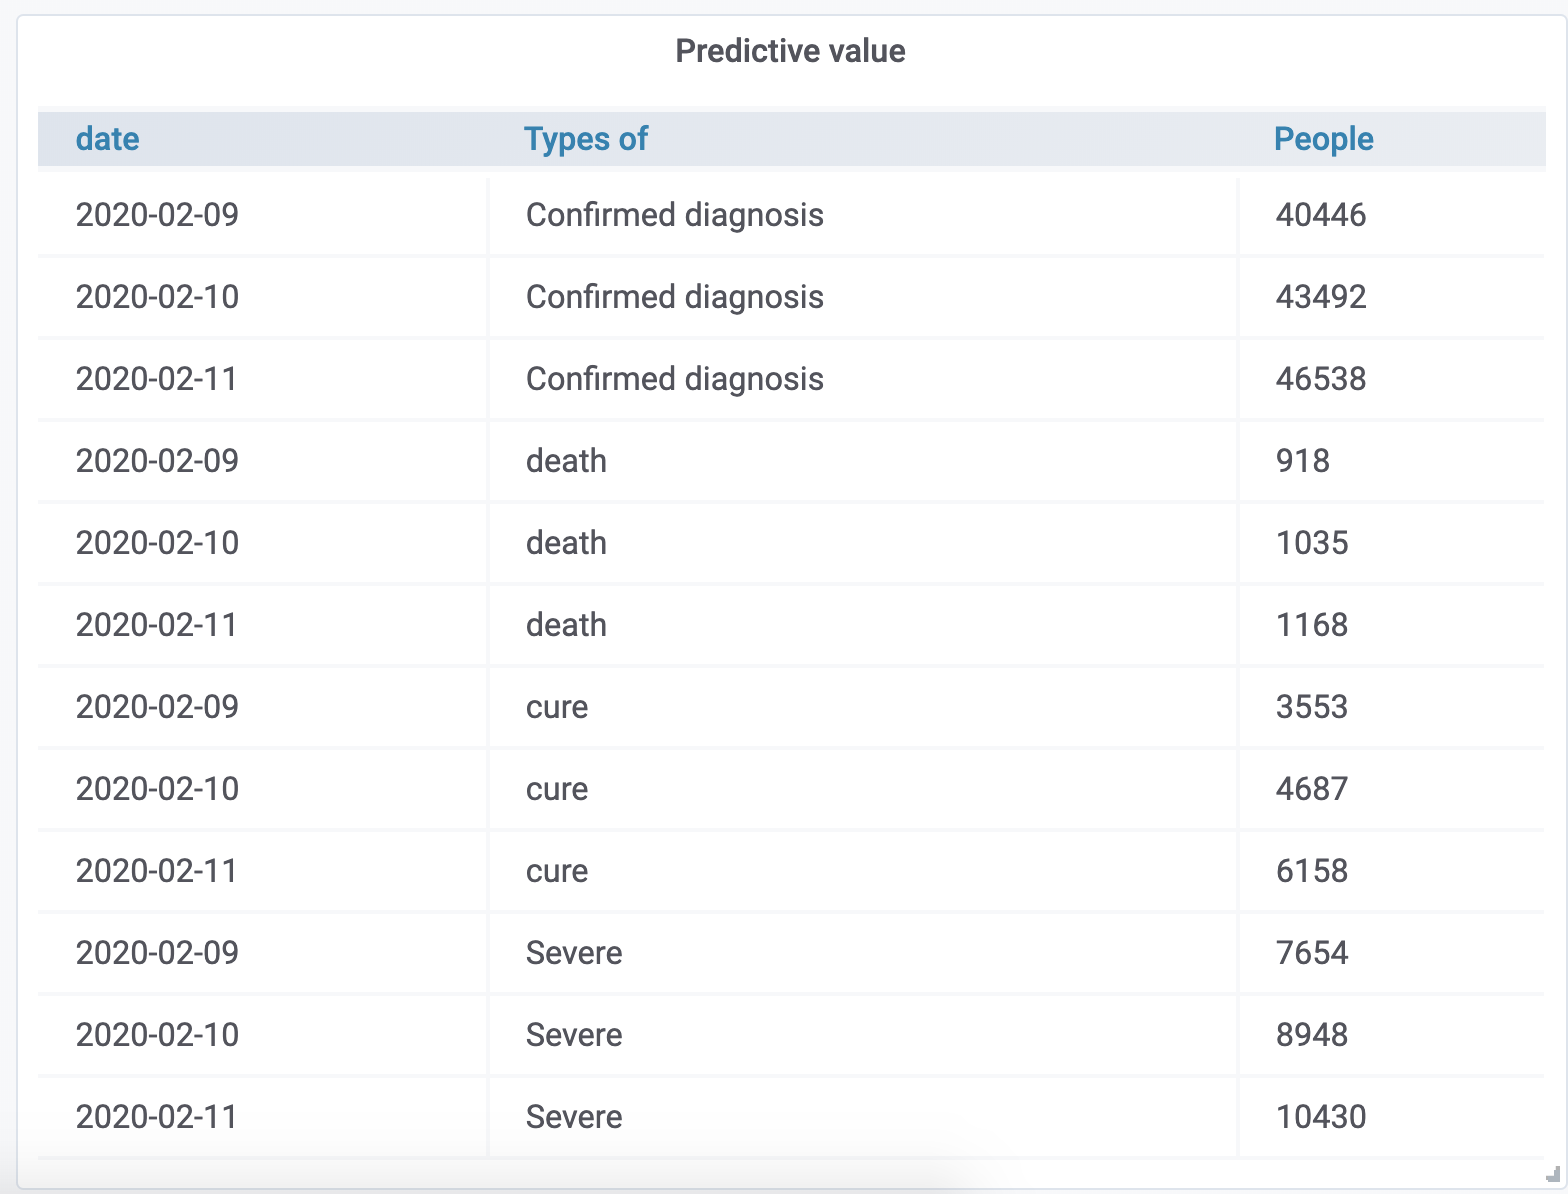 Predictive value
date Types of People
2020-02-09 Confirmed diagnosis 40446
2020-02-10 Confirmed diagnosis 43492
2020-02-11 Confirmed diagnosis 46538
2020-02-09 death 918
2020-02-10 death 1035
2020-02-11 death 1168
2020-02-09 cure 3553
2020-02-10 cure 4687
2020-02-11 cure 6158
2020-02-09 Severe 7654
2020-02-10 Severe 8948
2020-02-11 Severe 10430